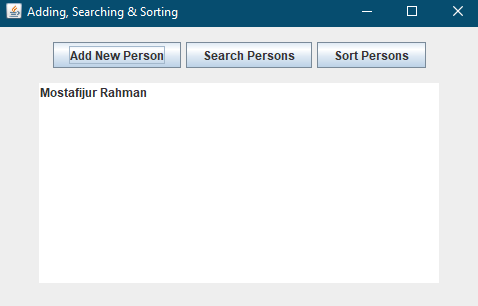 Adding, Searching & Sorting
Add New Person Search Persons Sort Persons
Mostafijur Rahman